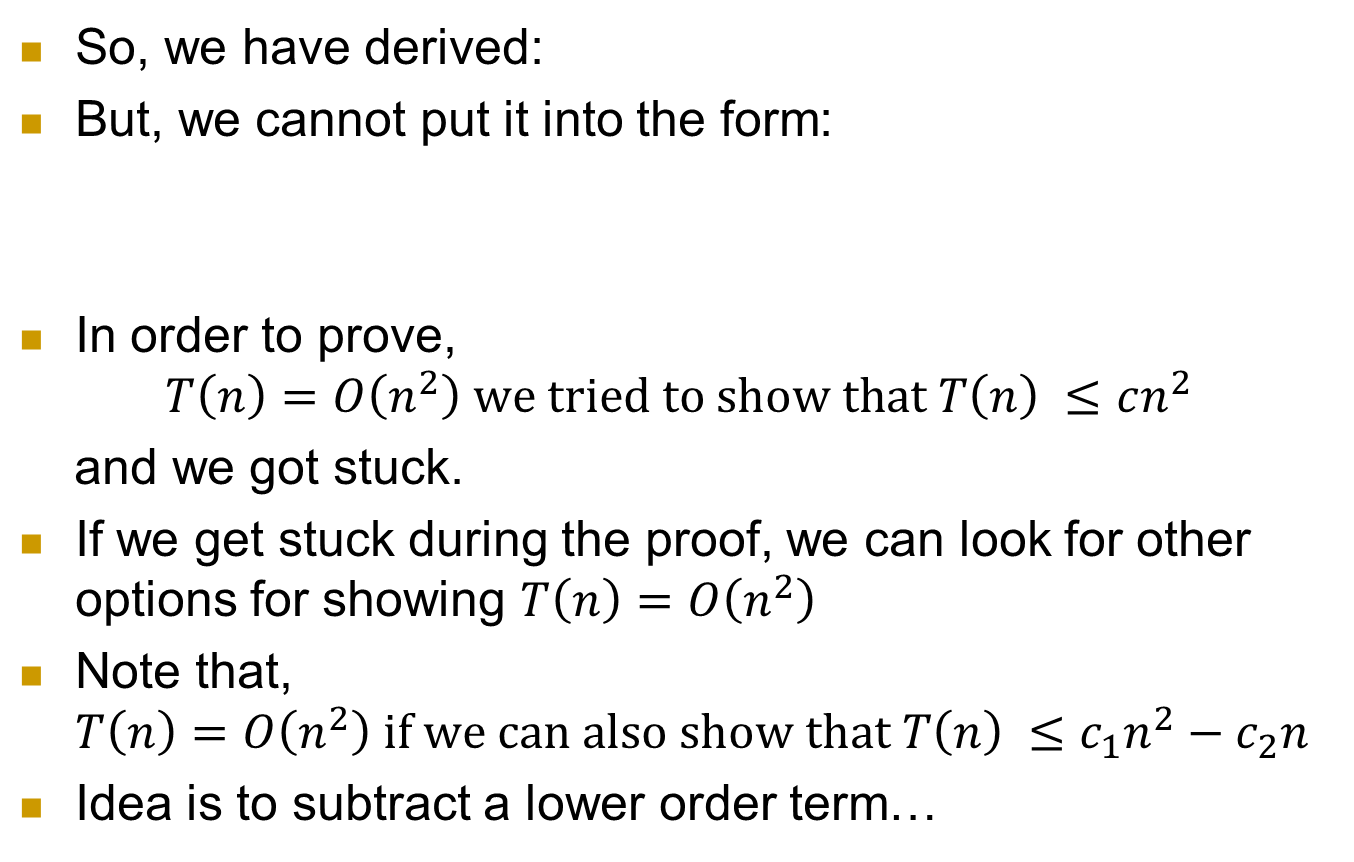 ■ So, we have derived:
■ But, we cannot put it into the form:
■ In order to prove,
T(n) = O(n²) we tried to show that T(n) ≤ cn²
and we got stuck.
■ If we get stuck during the proof, we can look for other
options for showing T(n) = O(n²)
■ Note that,
T(n) = O(n²) if we can also show that T(n) ≤ c₁n² − c₂n
■ Idea is to subtract a lower order term…